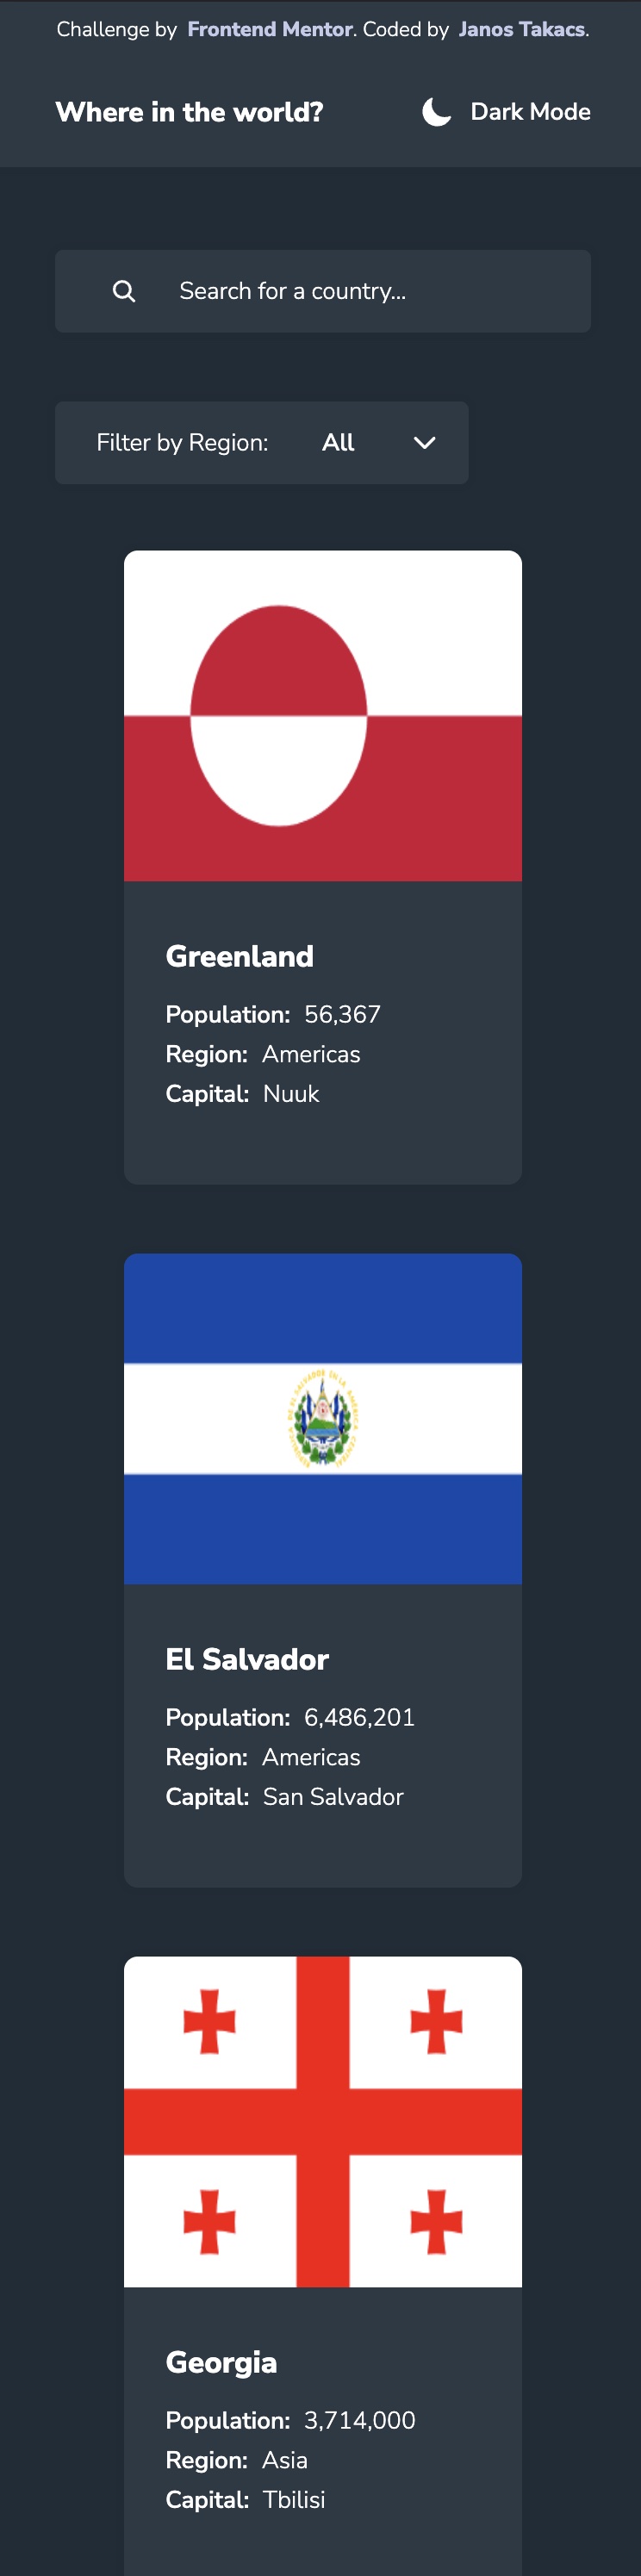 Challenge by Frontend Mentor. Coded by Janos Takacs.
Where in the world?
Dark Mode
Search for a country...
Filter by Region: All
Greenland
Population: 56,367
Region: Americas
Capital: Nuuk
El Salvador
Population: 6,486,201
Region: Americas
Capital: San Salvador
Georgia
Population: 3,714,000
Region: Asia
Capital: Tbilisi